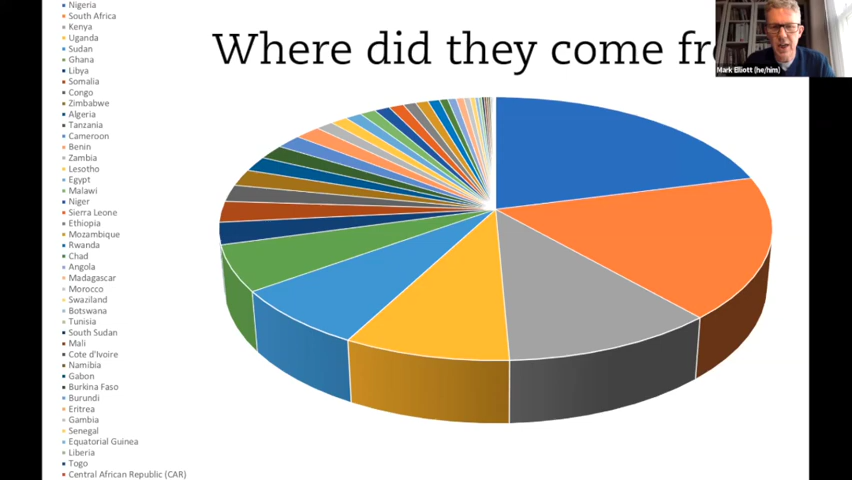 Where did they come fr
Mark Elliott (he/him)
Nigeria
South Africa
Kenya
Uganda
Sudan
Ghana
Libya
Somalia
Congo
Zimbabwe
Algeria
Tanzania
Cameroon
Benin
Zambia
Lesotho
Egypt
Malawi
Niger
Sierra Leone
Ethiopia
Mozambique
Rwanda
Chad
Angola
Madagascar
Morocco
Swaziland
Botswana
Tunisia
South Sudan
Mali
Cote d'Ivoire
Namibia
Gabon
Burkina Faso
Burundi
Eritrea
Gambia
Senegal
Equatorial Guinea
Liberia
Togo
Central African Republic (CAR)